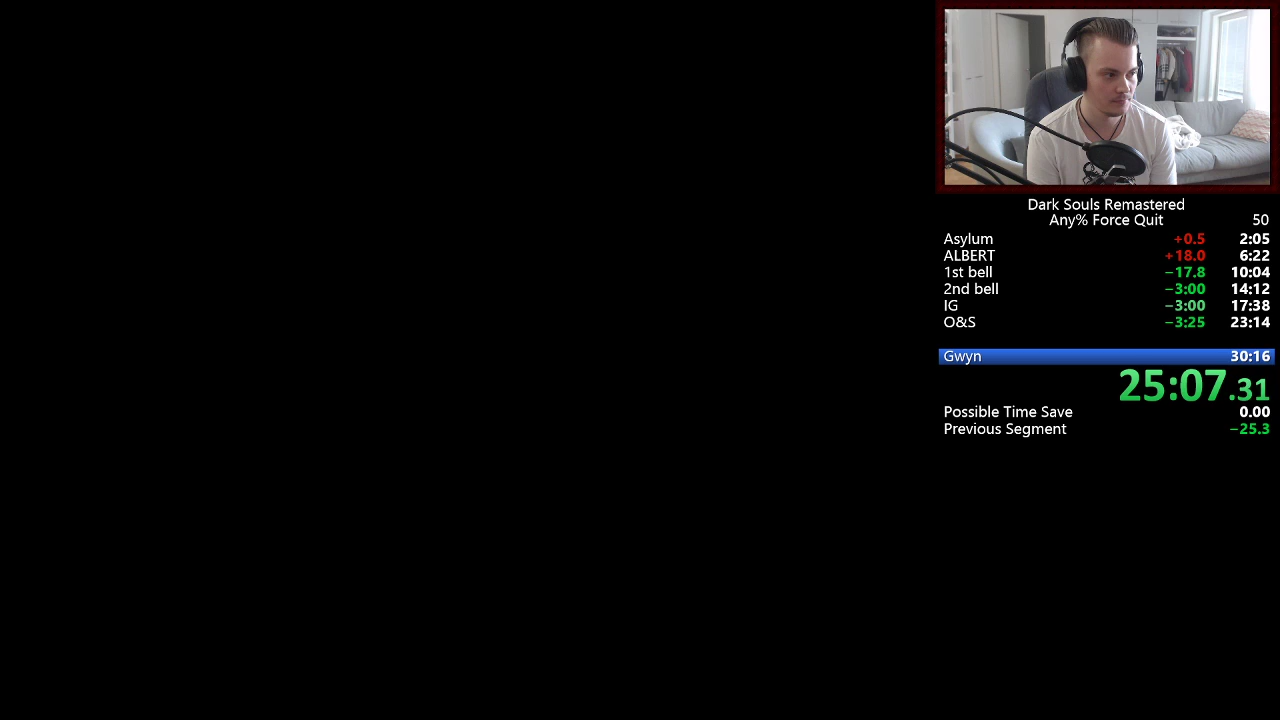 Dark Souls Remastered
Any% Force Quit 50
Asylum +0.5 2:05
ALBERT +18.0 6:22
1st bell −17.8 10:04
2nd bell −3:00 14:12
IG −3:00 17:38
O&S −3:25 23:14
Gwyn 30:16
25:07.31
Possible Time Save 0.00
Previous Segment −25.3